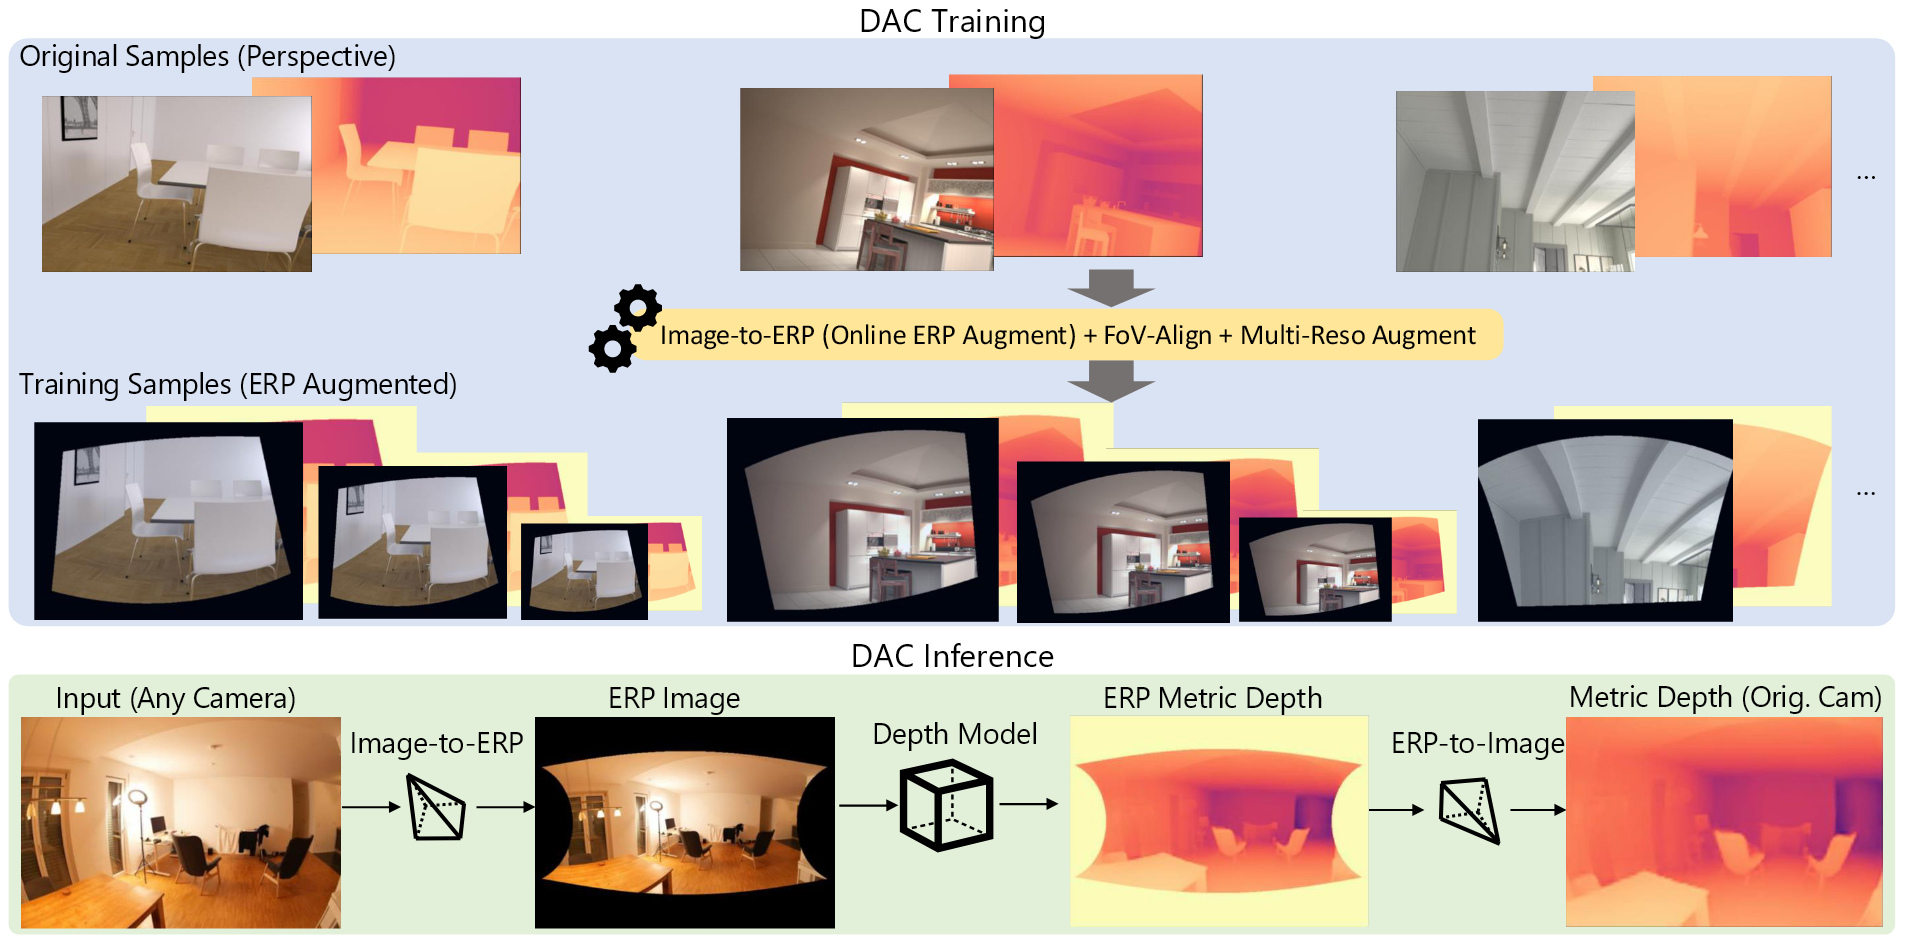 DAC Training
Original Samples (Perspective)
...
Image-to-ERP (Online ERP Augment) + FoV-Align + Multi-Reso Augment
Training Samples (ERP Augmented)
...
DAC Inference
Input (Any Camera)
Image-to-ERP
ERP Image
Depth Model
ERP Metric Depth
ERP-to-Image
Metric Depth (Orig. Cam)